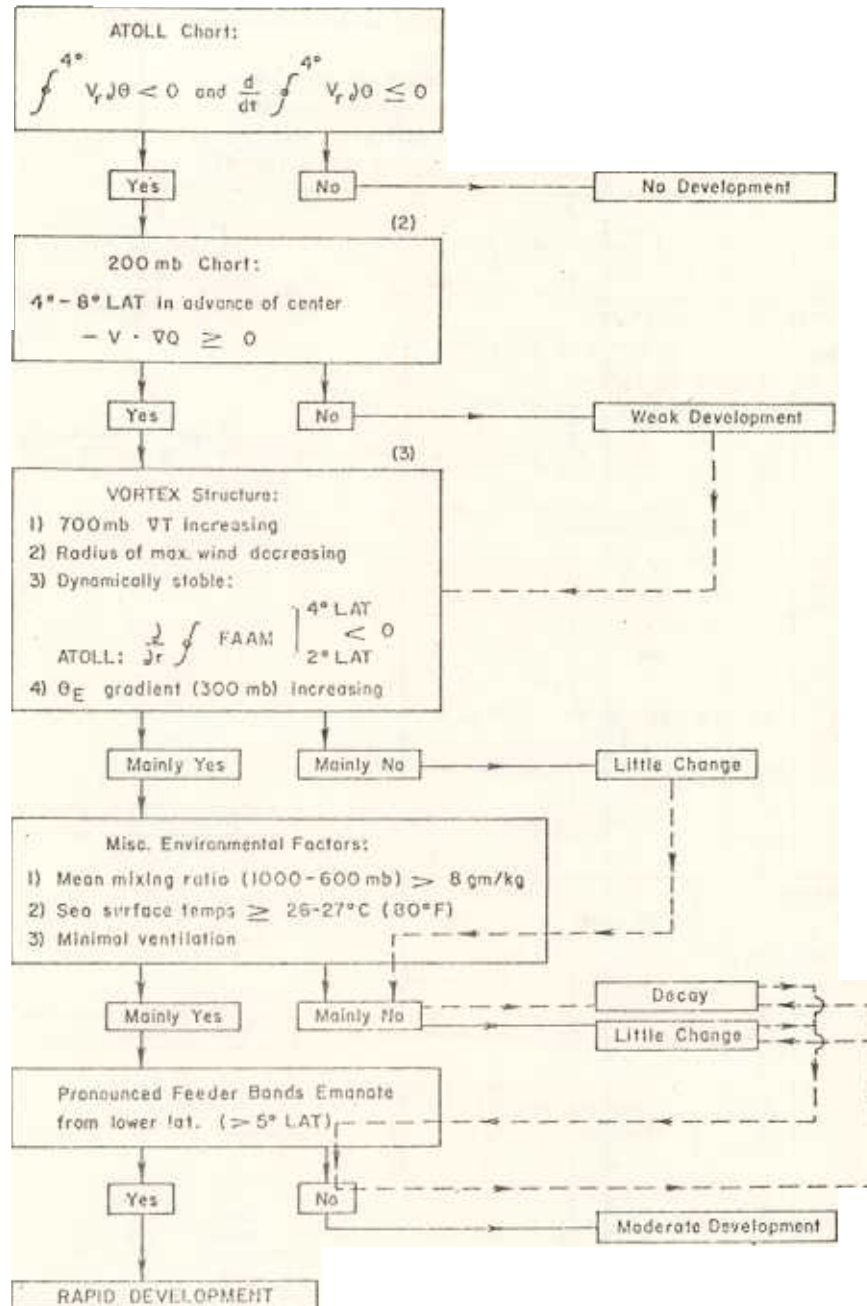 ATOLL Chart:
∮⁴° Vᵣ ∂θ < 0 and d/dt ∮⁴° Vᵣ ∂θ ≤ 0
Yes
No
No Development
(2)
200 mb Chart:
4° – 8° LAT in advance of center
– V · ∇Q ≥ 0
Yes
No
Weak Development
(3)
VORTEX Structure:
1) 700mb ∇T increasing
2) Radius of max. wind decreasing
3) Dynamically stable:
4° LAT
ATOLL: ∂/∂r ∮ FAAM < 0
2° LAT
4) θE gradient (300 mb) increasing
Mainly Yes
Mainly No
Little Change
Misc. Environmental Factors:
1) Mean mixing ratio (1000–600 mb) > 8 gm/kg
2) Sea surface temps ≥ 26–27°C (80°F)
3) Minimal ventilation
Mainly Yes
Mainly No
Decay
Little Change
Pronounced Feeder Bands Emanate
from lower lat. (> 5° LAT)
Yes
No
Moderate Development
RAPID DEVELOPMENT